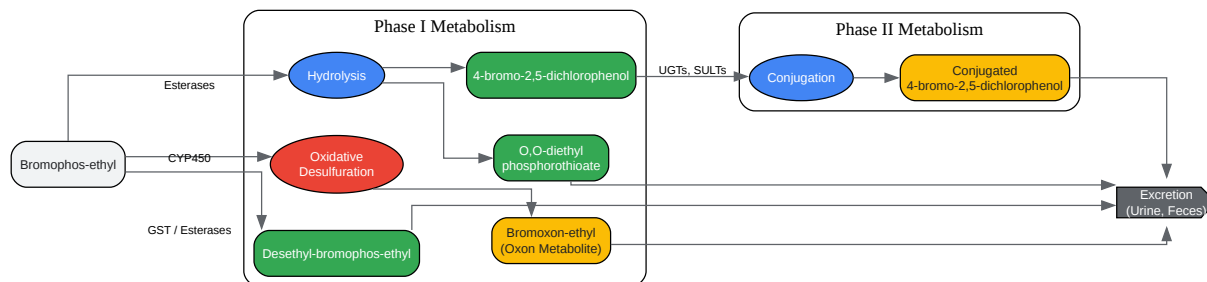 Phase I Metabolism
Phase II Metabolism
Hydrolysis
4-bromo-2,5-dichlorophenol
UGTs, SULTs
Conjugation
Conjugated
4-bromo-2,5-dichlorophenol
Esterases
Bromophos-ethyl
CYP450
Oxidative
Desulfuration
O,O-diethyl
phosphorothioate
Excretion
(Urine, Feces)
GST / Esterases
Desethyl-bromophos-ethyl
Bromoxon-ethyl
(Oxon Metabolite)